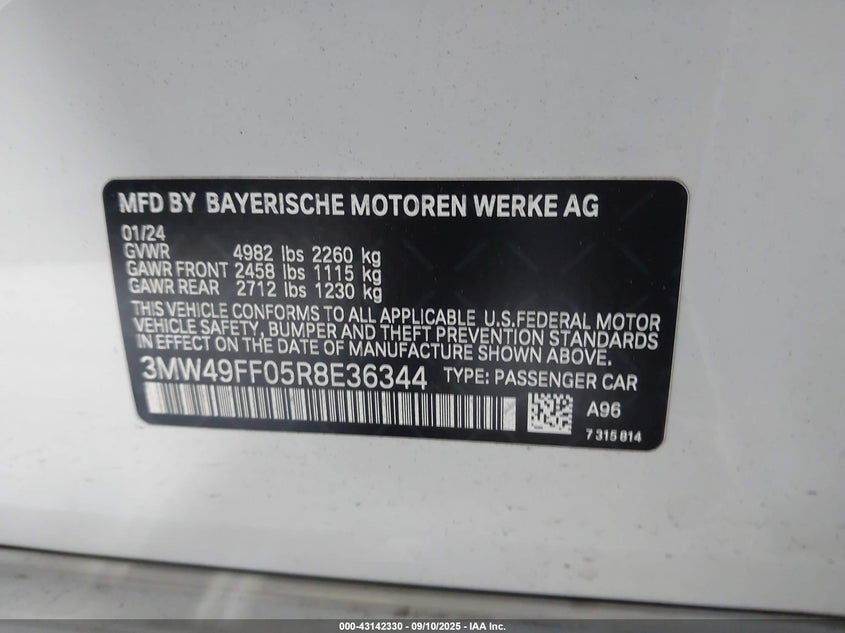 MFD BY BAYERISCHE MOTOREN WERKE AG
01/24
GVWR 4982 lbs 2260 kg
GAWR FRONT 2458 lbs 1115 kg
GAWR REAR 2712 lbs 1230 kg
THIS VEHICLE CONFORMS TO ALL APPLICABLE U.S.FEDERAL MOTOR
VEHICLE SAFETY, BUMPER AND THEFT PREVENTION STANDARDS
IN EFFECT ON THE DATE OF MANUFACTURE SHOWN ABOVE.
3MW49FF05R8E36344 TYPE: PASSENGER CAR
A96
7 315 814
000-43142330 - 09/10/2025 - IAA Inc.